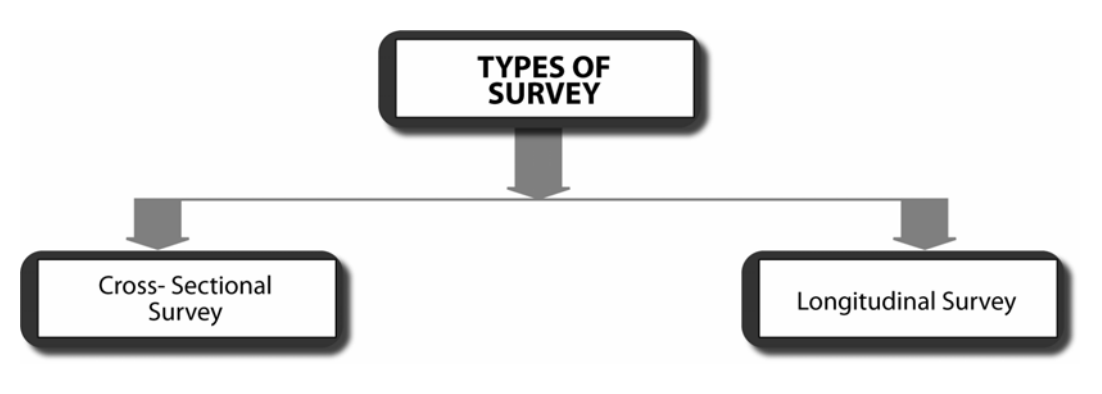 TYPES OF
SURVEY
Cross- Sectional
Survey
Longitudinal Survey